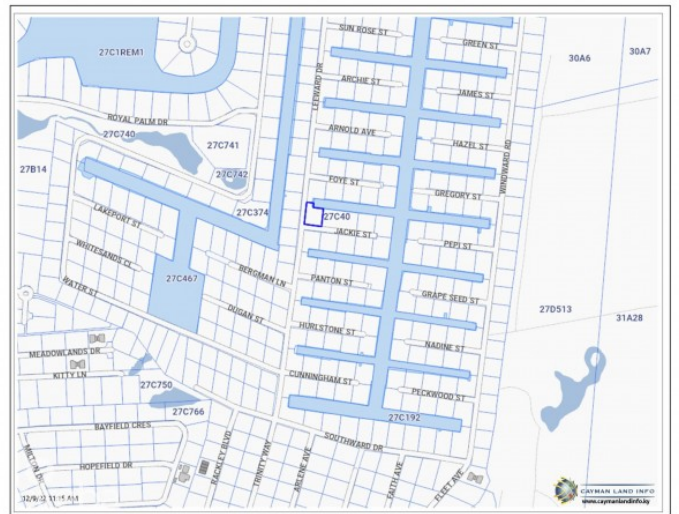 SUN ROSE ST
GREEN ST
27C1REM1
30A6
30A7
LEEWARD DR
ARCHIE ST
JAMES ST
ROYAL PALM DR
27C740
27C741
ARNOLD AVE
HAZEL ST
WINDWARD RD
27B14
27C742
FOYE ST
GREGORY ST
LAKEPORT ST
27C374
27C40
JACKIE ST
PEPI ST
WHITESANDS CL
27C467
BERGMAN LN
PANTON ST
GRAPE SEED ST
WATER ST
DUGAN ST
27D513
31A28
HURLSTONE ST
NADINE ST
MEADOWLANDS DR
KITTY LN
27C750
CUNNINGHAM ST
PECKWOOD ST
27C766
27C192
BAYFIELD CRES
SOUTHWARD DR
MILTON DR
HOPEFIELD DR
RACKLEY BLVD
TRINITY WAY
ARLENE AVE
FAITH AVE
FLEET AVE
CAYMAN LAND INFO
www.caymanlandinfo.ky